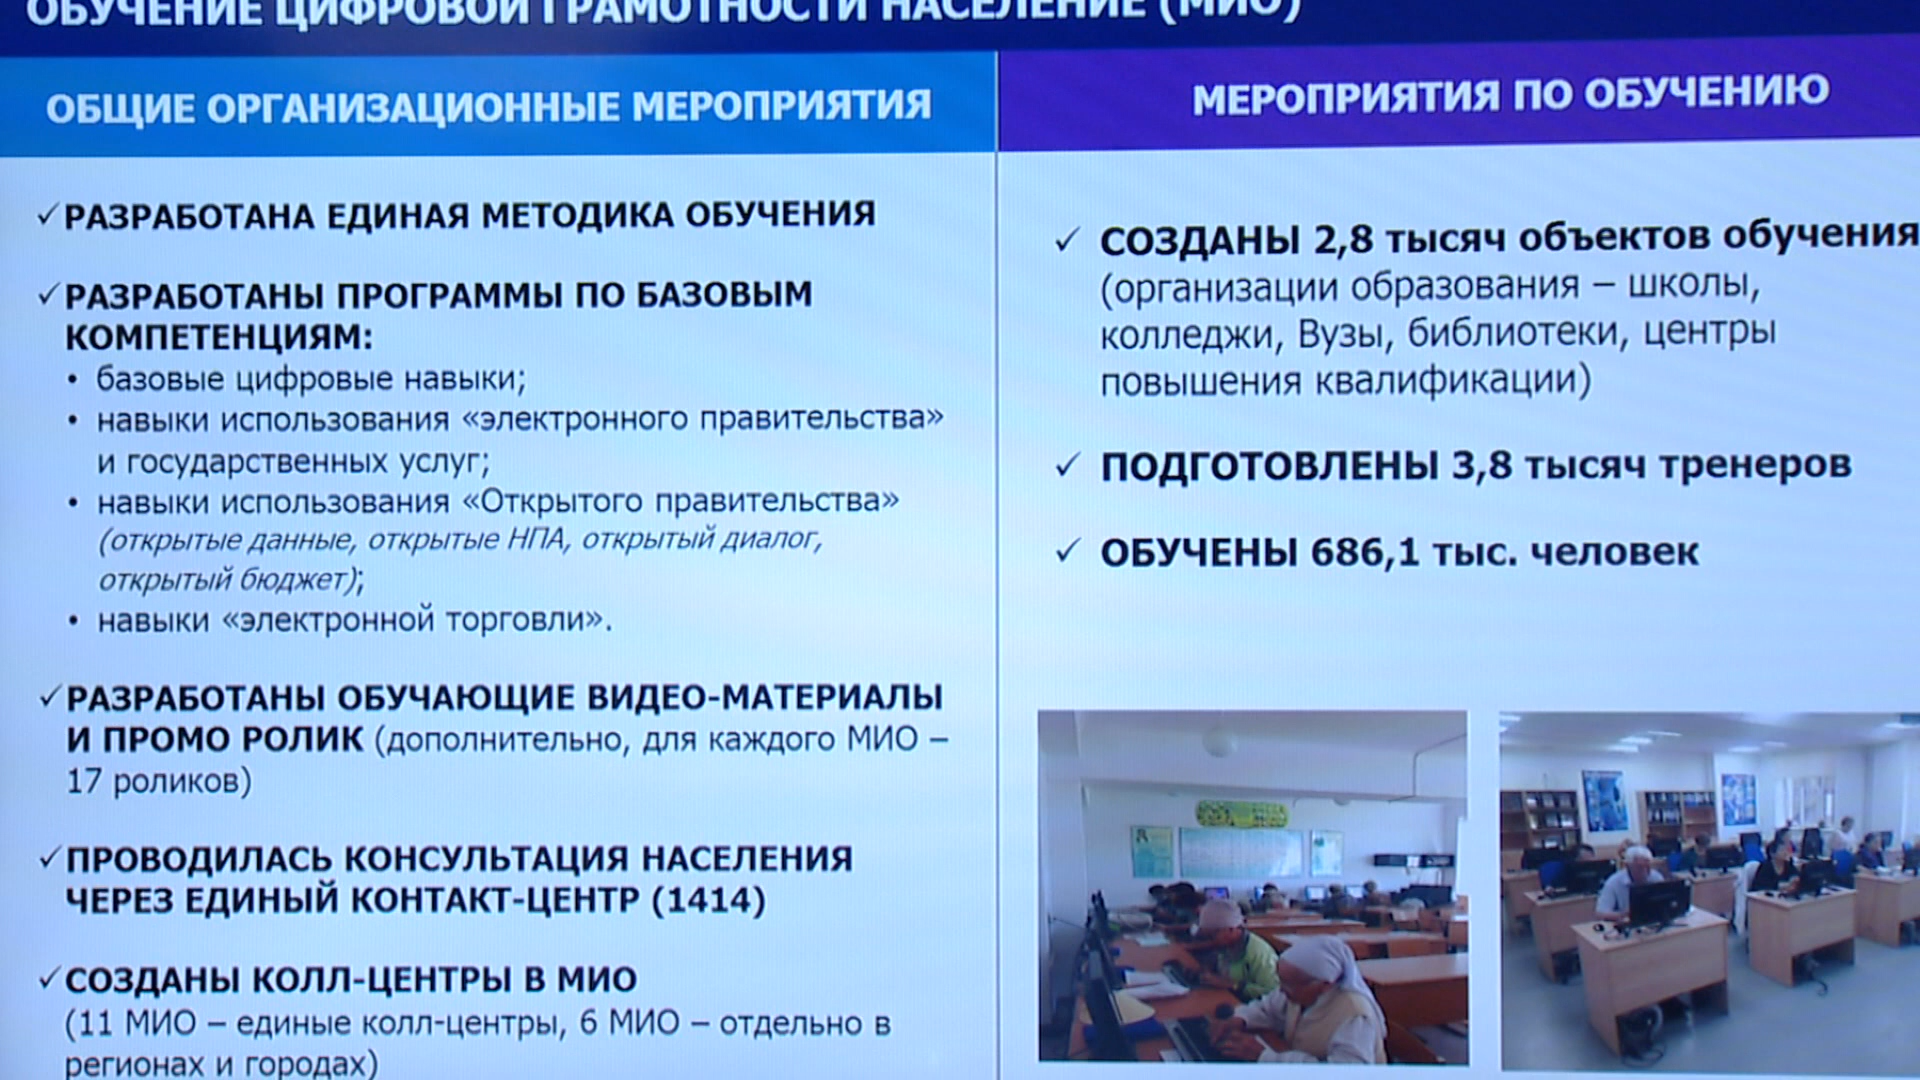 ОБУЧЕНИЕ ЦИФРОВОЙ ГРАМОТНОСТИ НАСЕЛЕНИЕ (МИО)
ОБЩИЕ ОРГАНИЗАЦИОННЫЕ МЕРОПРИЯТИЯ
✓РАЗРАБОТАНА ЕДИНАЯ МЕТОДИКА ОБУЧЕНИЯ
✓РАЗРАБОТАНЫ ПРОГРАММЫ ПО БАЗОВЫМ
КОМПЕТЕНЦИЯМ:
• базовые цифровые навыки;
• навыки использования «электронного правительства»
и государственных услуг;
• навыки использования «Открытого правительства»
(открытые данные, открытые НПА, открытый диалог,
открытый бюджет);
• навыки «электронной торговли».
✓РАЗРАБОТАНЫ ОБУЧАЮЩИЕ ВИДЕО-МАТЕРИАЛЫ
И ПРОМО РОЛИК (дополнительно, для каждого МИО –
17 роликов)
✓ПРОВОДИЛАСЬ КОНСУЛЬТАЦИЯ НАСЕЛЕНИЯ
ЧЕРЕЗ ЕДИНЫЙ КОНТАКТ-ЦЕНТР (1414)
✓СОЗДАНЫ КОЛЛ-ЦЕНТРЫ В МИО
(11 МИО – единые колл-центры, 6 МИО – отдельно в
регионах и городах)
МЕРОПРИЯТИЯ ПО ОБУЧЕНИЮ
✓ СОЗДАНЫ 2,8 тысяч объектов обучения
(организации образования – школы,
колледжи, Вузы, библиотеки, центры
повышения квалификации)
✓ ПОДГОТОВЛЕНЫ 3,8 тысяч тренеров
✓ ОБУЧЕНЫ 686,1 тыс. человек